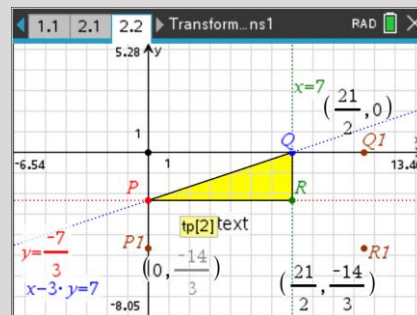 1.1 2.1 2.2 Transform...ns1 RAD
5.28 y
x=7
(21/2, 0)
1
Q Q1
-6.54 1 13.4
P R
tp[2] text
y=-7/3
P1 R1
(0, -14/3)
x-3·y=7
(21/2, -14/3)
-8.05